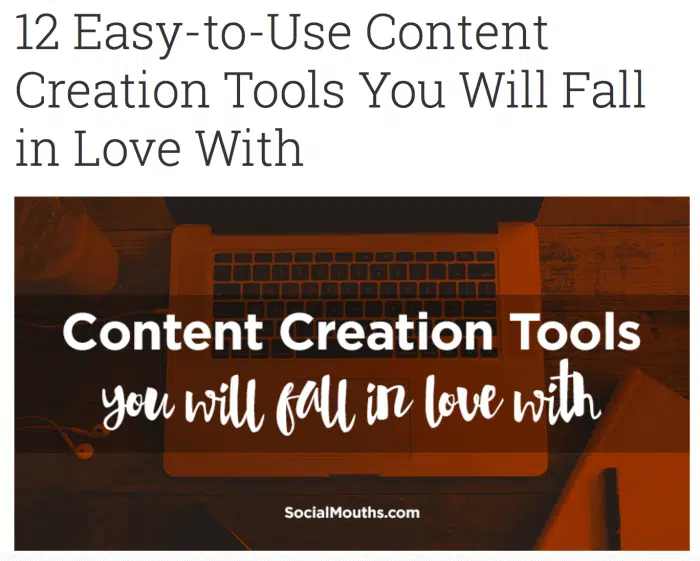 12 Easy-to-Use Content
Creation Tools You Will Fall
in Love With
Content Creation Tools
you will fall in love with
SocialMouths.com